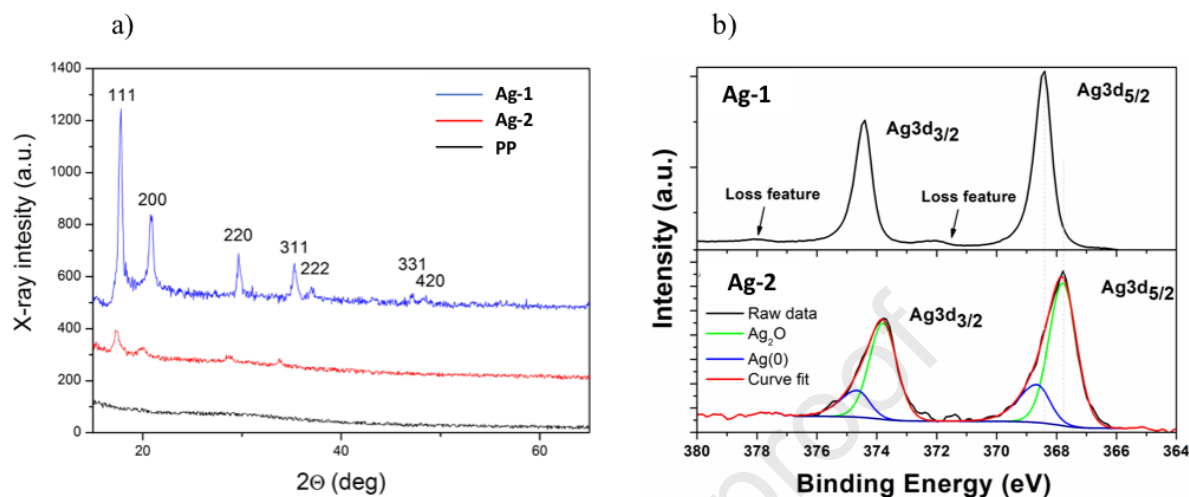 a)
1400
1200
1000
800
600
400
200
0
X-ray intesity (a.u.)
111
200
220
311
222
331
420
Ag-1
Ag-2
PP
20
40
60
2Θ (deg)
b)
Ag-1
Ag3d3/2
Ag3d5/2
Loss feature
Loss feature
Ag-2
Raw data
Ag2O
Ag(0)
Curve fit
Ag3d3/2
Ag3d5/2
Intensity (a.u.)
380 378 376 374 372 370 368 366 364
Binding Energy (eV)
proof